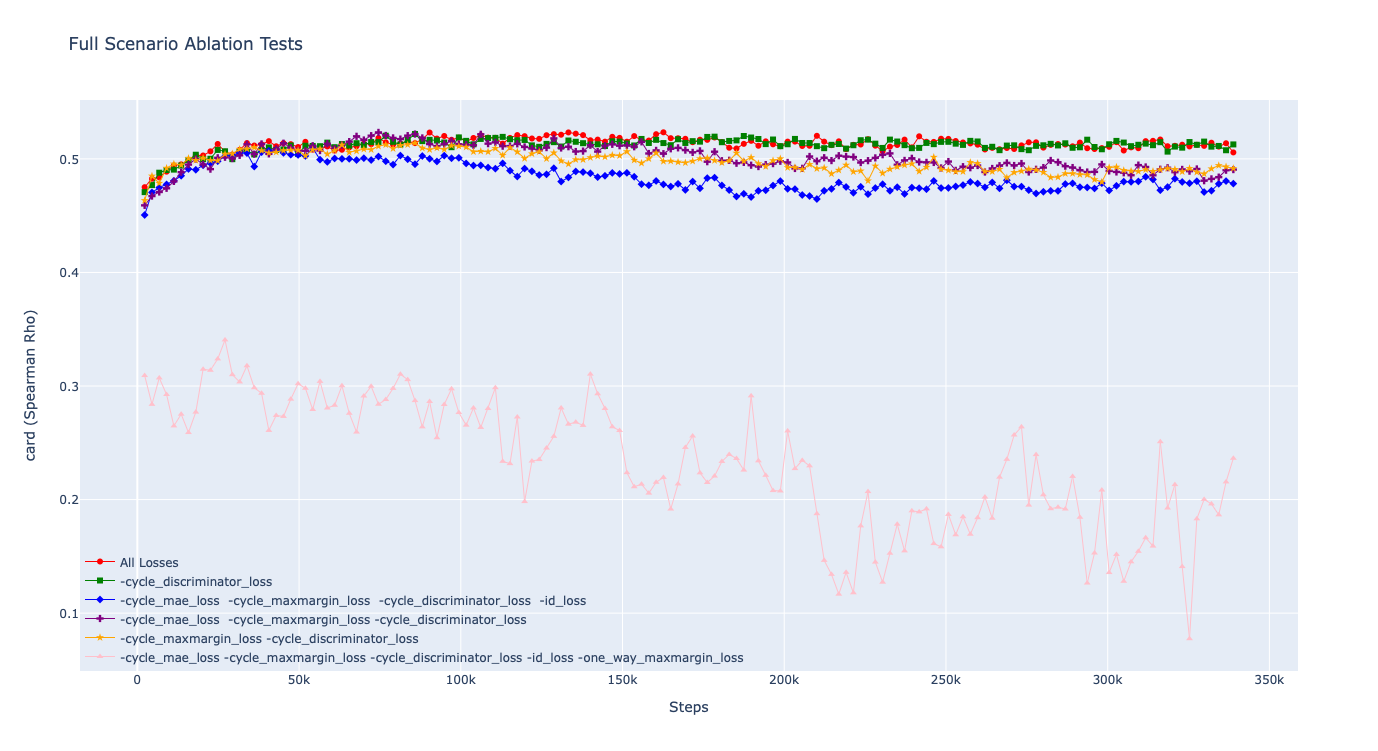 Full Scenario Ablation Tests
card (Spearman Rho)
0.5
0.4
0.3
0.2
0.1
All Losses
-cycle_discriminator_loss
-cycle_mae_loss  -cycle_maxmargin_loss  -cycle_discriminator_loss  -id_loss
-cycle_mae_loss  -cycle_maxmargin_loss -cycle_discriminator_loss
-cycle_maxmargin_loss -cycle_discriminator_loss
-cycle_mae_loss -cycle_maxmargin_loss -cycle_discriminator_loss -id_loss -one_way_maxmargin_loss
0 50k 100k 150k 200k 250k 300k 350k
Steps